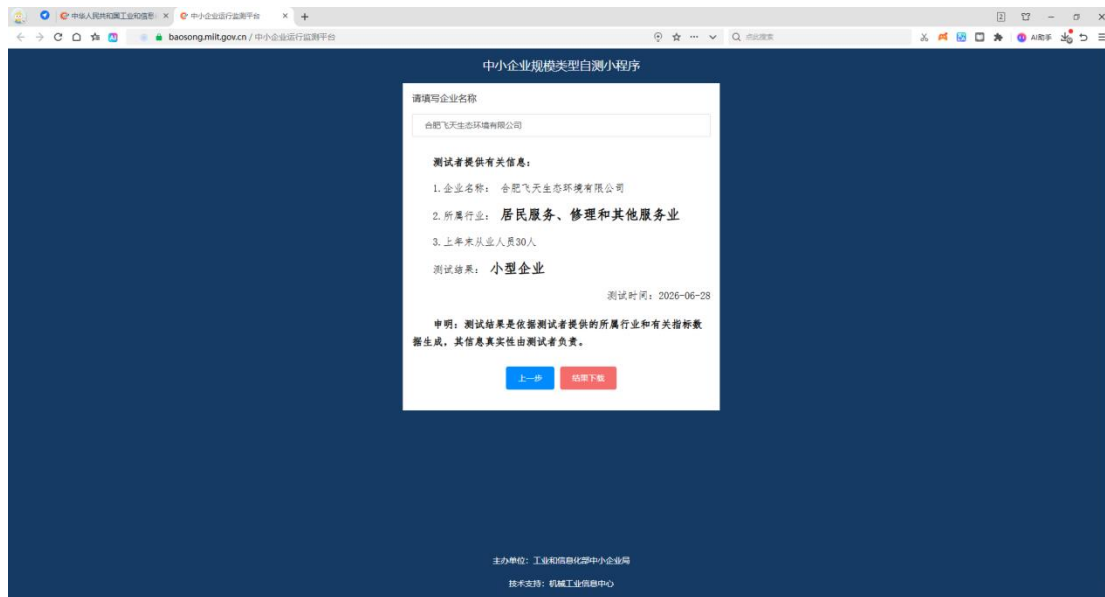 中华人民共和国工业和信息
中小企业运行监测平台
baosong.miit.gov.cn / 中小企业运行监测平台
点此搜索
AI助手
中小企业规模类型自测小程序
请填写企业名称
合肥飞天生态环境有限公司
测试者提供有关信息：
1.企业名称： 合肥飞天生态环境有限公司
2.所属行业： 居民服务、修理和其他服务业
3.上年末从业人员30人
测试结果： 小型企业
测试时间：2026-06-28
申明：测试结果是依据测试者提供的所属行业和有关指标数
据生成，其信息真实性由测试者负责。
上一步
结果下载
主办单位：工业和信息化部中小企业局
技术支持：机械工业信息中心